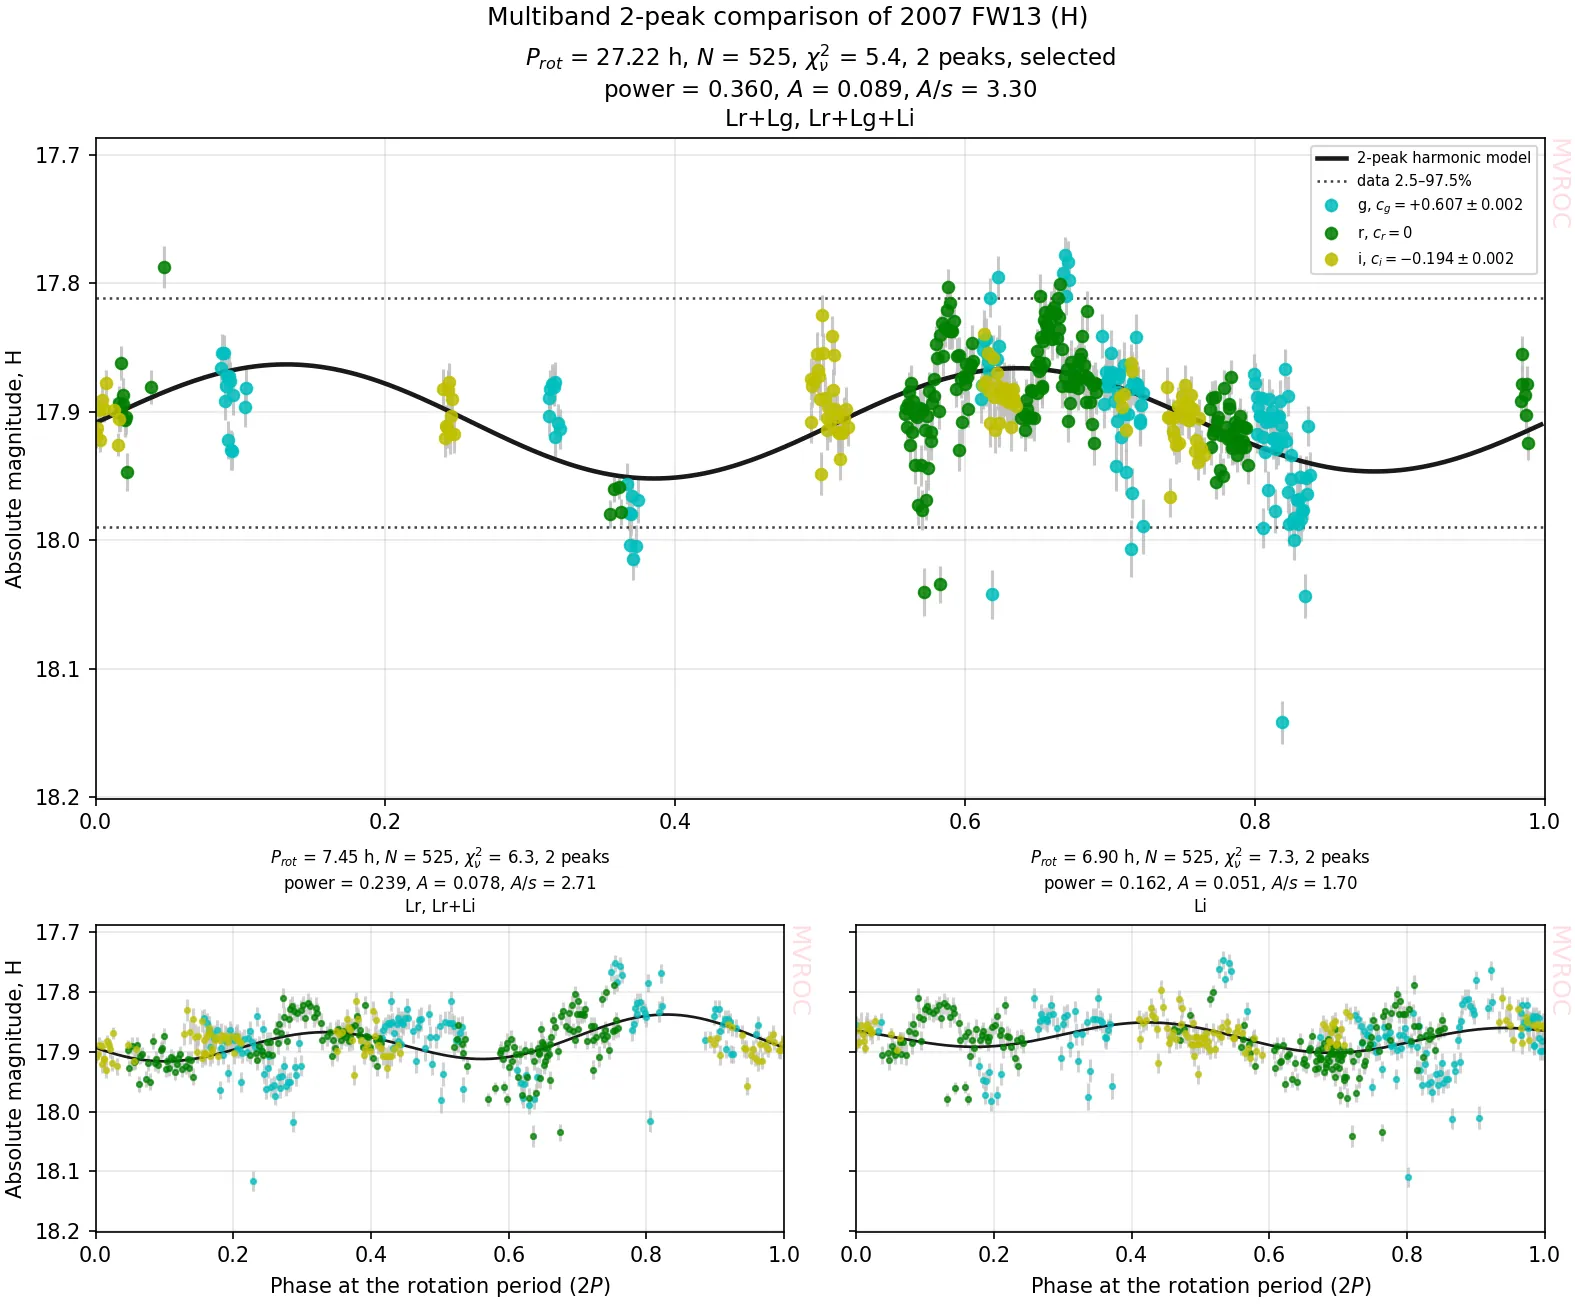 Multiband 2-peak comparison of 2007 FW13 (H)
P_rot = 27.22 h, N = 525, χ²_ν = 5.4, 2 peaks, selected
power = 0.360, A = 0.089, A/s = 3.30
Lr+Lg, Lr+Lg+Li
17.7
17.8
17.9
18.0
18.1
18.2
Absolute magnitude, H
2-peak harmonic model
data 2.5–97.5%
g, c_g = +0.607 ± 0.002
r, c_r = 0
i, c_i = −0.194 ± 0.002
MVROC
0.0 0.2 0.4 0.6 0.8 1.0
P_rot = 7.45 h, N = 525, χ²_ν = 6.3, 2 peaks
power = 0.239, A = 0.078, A/s = 2.71
Lr, Lr+Li
17.7
17.8
17.9
18.0
18.1
18.2
Absolute magnitude, H
MVROC
0.0 0.2 0.4 0.6 0.8 1.0
Phase at the rotation period (2P)
P_rot = 6.90 h, N = 525, χ²_ν = 7.3, 2 peaks
power = 0.162, A = 0.051, A/s = 1.70
Li
MVROC
0.0 0.2 0.4 0.6 0.8 1.0
Phase at the rotation period (2P)